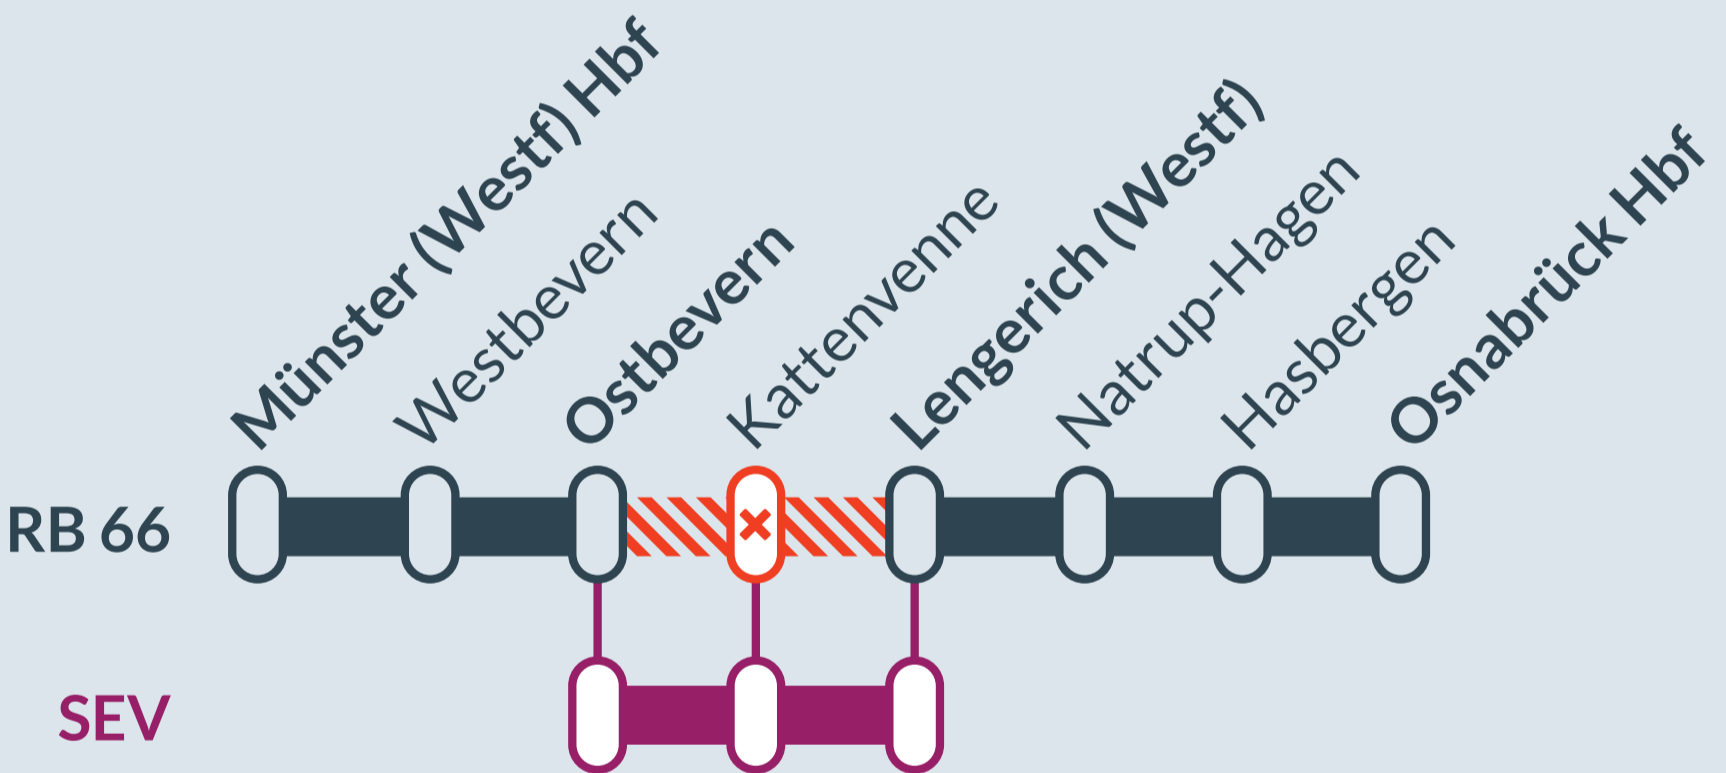 Münster (Westf) Hbf
Westbevern
Ostbevern
Kattenvenne
Lengerich (Westf)
Natrup-Hagen
Hasbergen
Osnabrück Hbf
RB 66
SEV